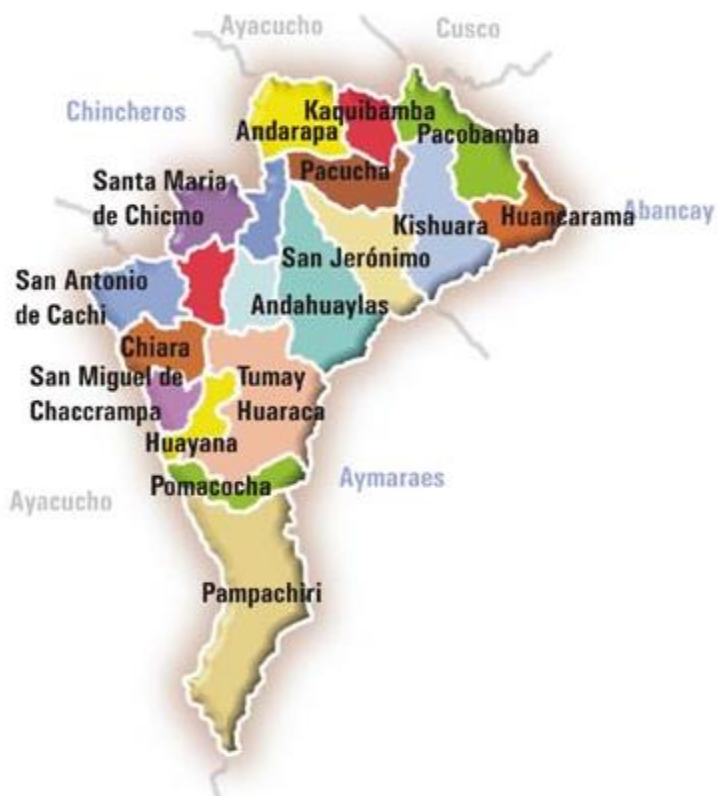 Ayacucho
Cusco
Chincheros
Kaquibamba
Andarapa
Pacobamba
Pacucha
Santa Maria
de Chicmo
Kishuara
Huancarama
Abancay
San Jerónimo
San Antonio
de Cachi
Andahuaylas
Chiara
San Miguel de
Chaccrampa
Tumay
Huaraca
Huayana
Pomacocha
Aymaraes
Ayacucho
Pampachiri